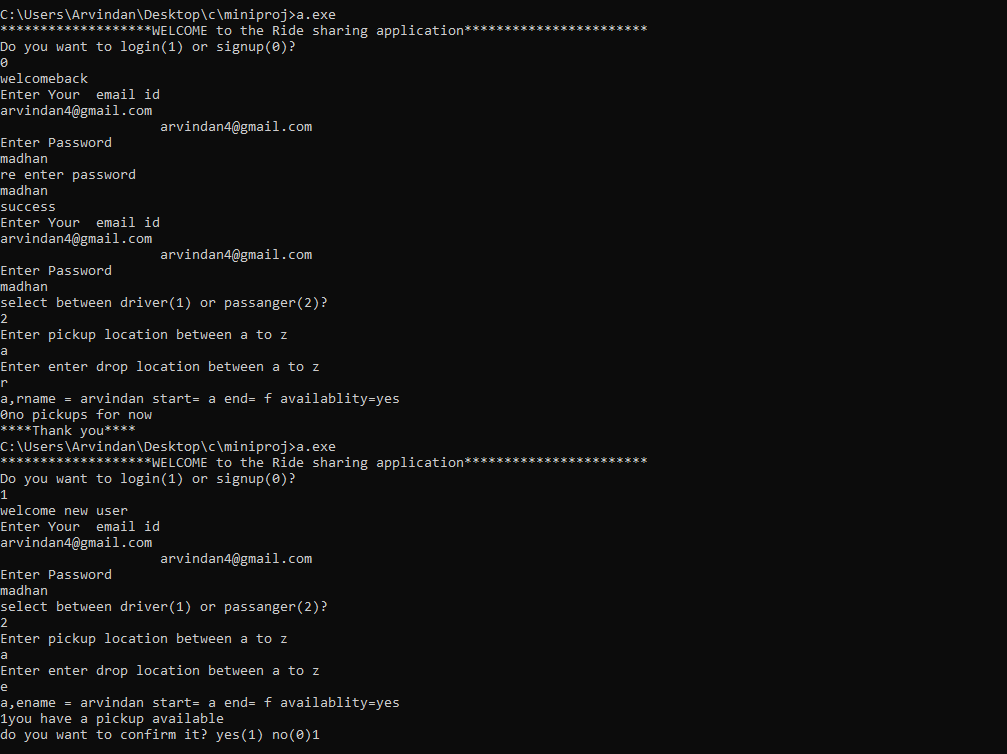 C:\Users\Arvindan\Desktop\c\miniproj>a.exe
*******************WELCOME to the Ride sharing application***********************
Do you want to login(1) or signup(0)?
0
welcomeback
Enter Your  email id
arvindan4@gmail.com
                    arvindan4@gmail.com
Enter Password
madhan
re enter password
madhan
success
Enter Your  email id
arvindan4@gmail.com
                    arvindan4@gmail.com
Enter Password
madhan
select between driver(1) or passanger(2)?
2
Enter pickup location between a to z
a
Enter enter drop location between a to z
r
a,rname = arvindan start= a end= f availablity=yes
0no pickups for now
****Thank you****
C:\Users\Arvindan\Desktop\c\miniproj>a.exe
*******************WELCOME to the Ride sharing application***********************
Do you want to login(1) or signup(0)?
1
welcome new user
Enter Your  email id
arvindan4@gmail.com
                    arvindan4@gmail.com
Enter Password
madhan
select between driver(1) or passanger(2)?
2
Enter pickup location between a to z
a
Enter enter drop location between a to z
e
a,ename = arvindan start= a end= f availablity=yes
1you have a pickup available
do you want to confirm it? yes(1) no(0)1